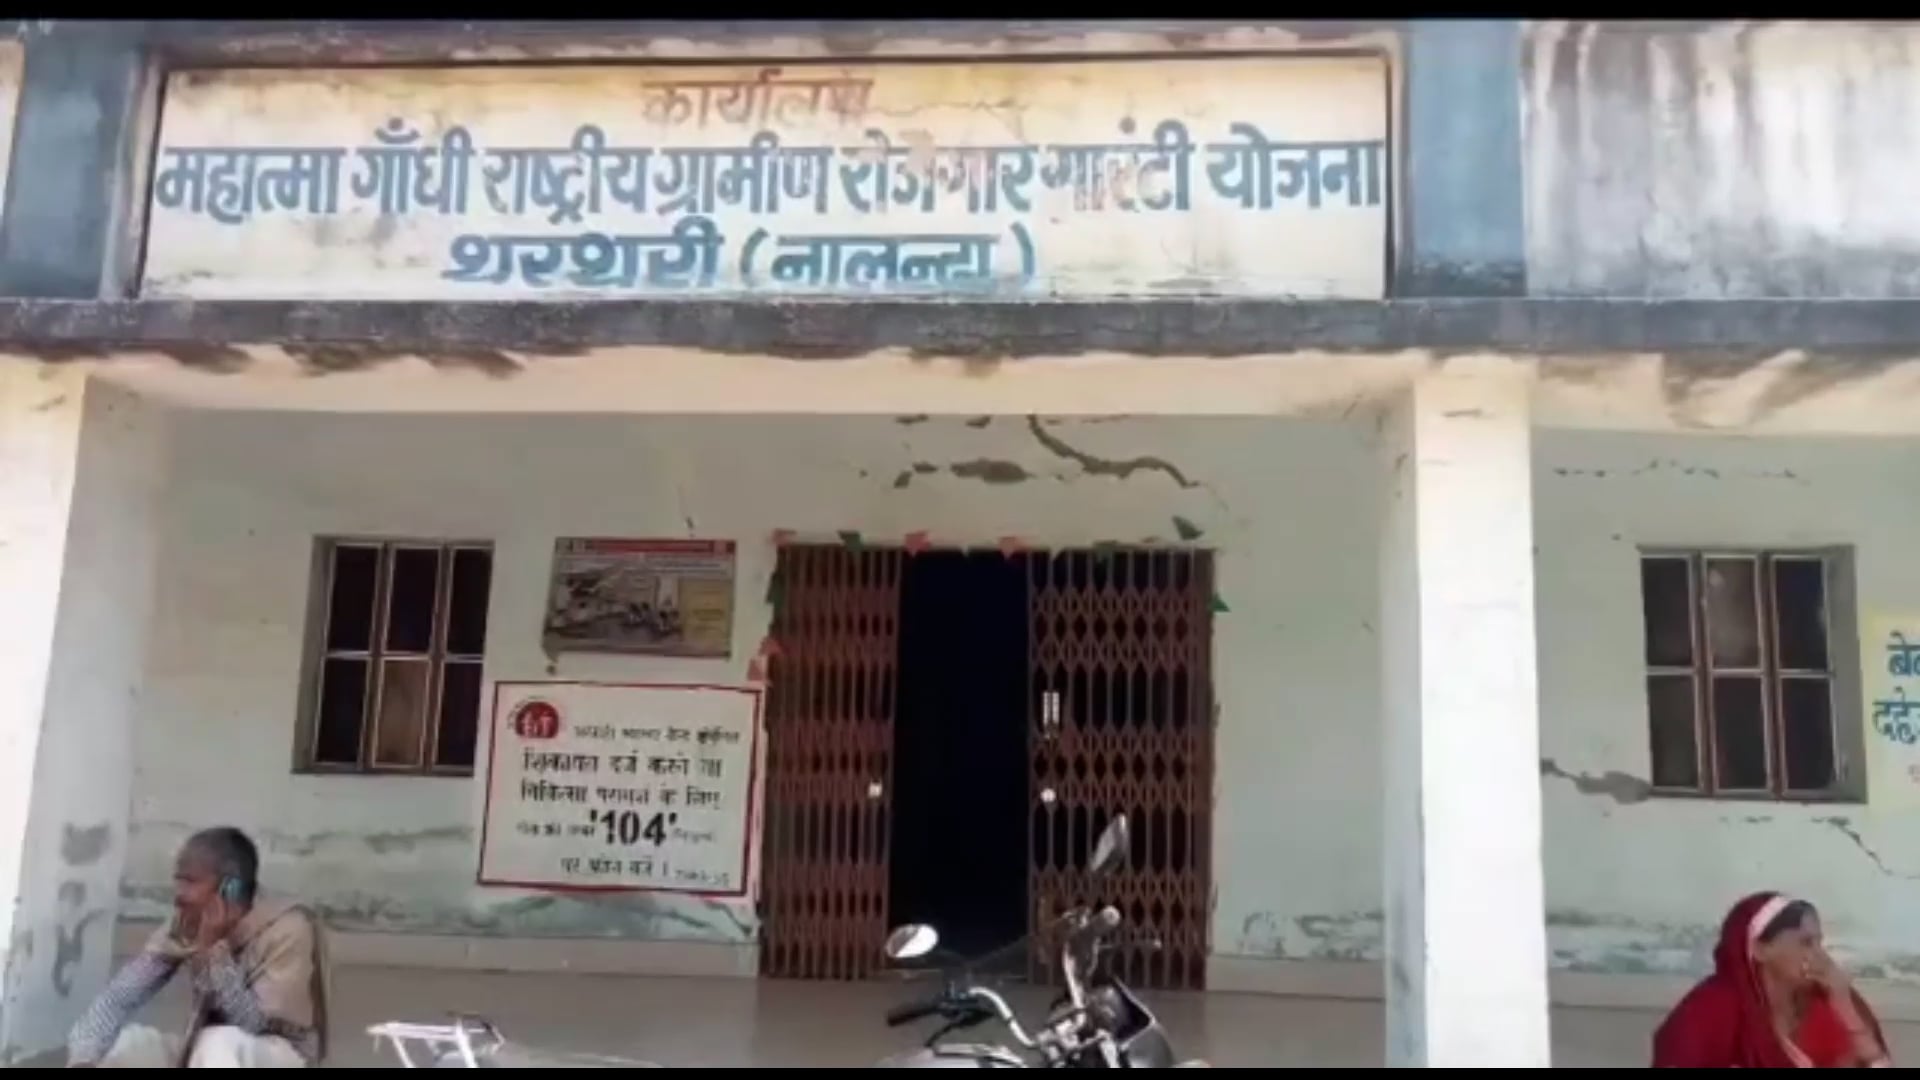 कार्यालय
महात्मा गाँधी राष्ट्रीय ग्रामीण रोजगार गारंटी योजना
थरथरी (नालन्दा)
शिकायत दर्ज करने या
चिकित्सा परामर्श के लिए
'104'
पर फोन करें।